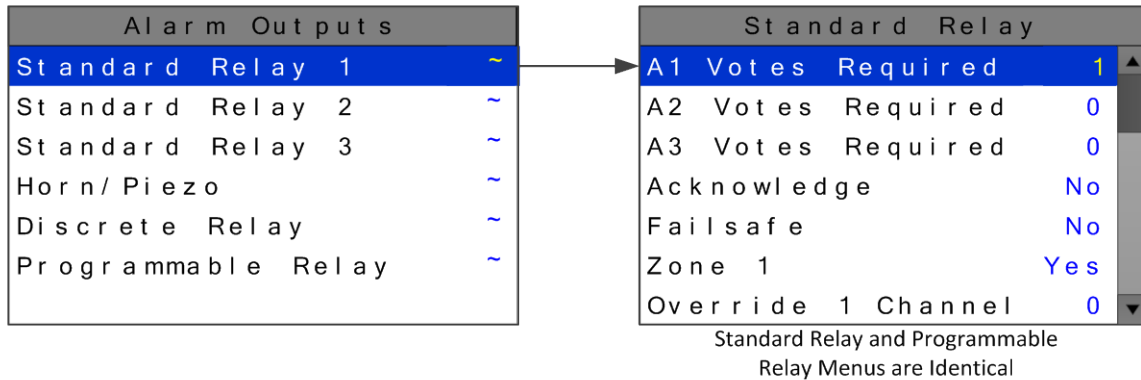 Alarm Outputs
Standard Relay 1 ~
Standard Relay 2 ~
Standard Relay 3 ~
Horn/Piezo ~
Discrete Relay ~
Programmable Relay ~
Standard Relay
A1 Votes Required 1
A2 Votes Required 0
A3 Votes Required 0
Acknowledge No
Failsafe No
Zone 1 Yes
Override 1 Channel 0
Standard Relay and Programmable
Relay Menus are Identical